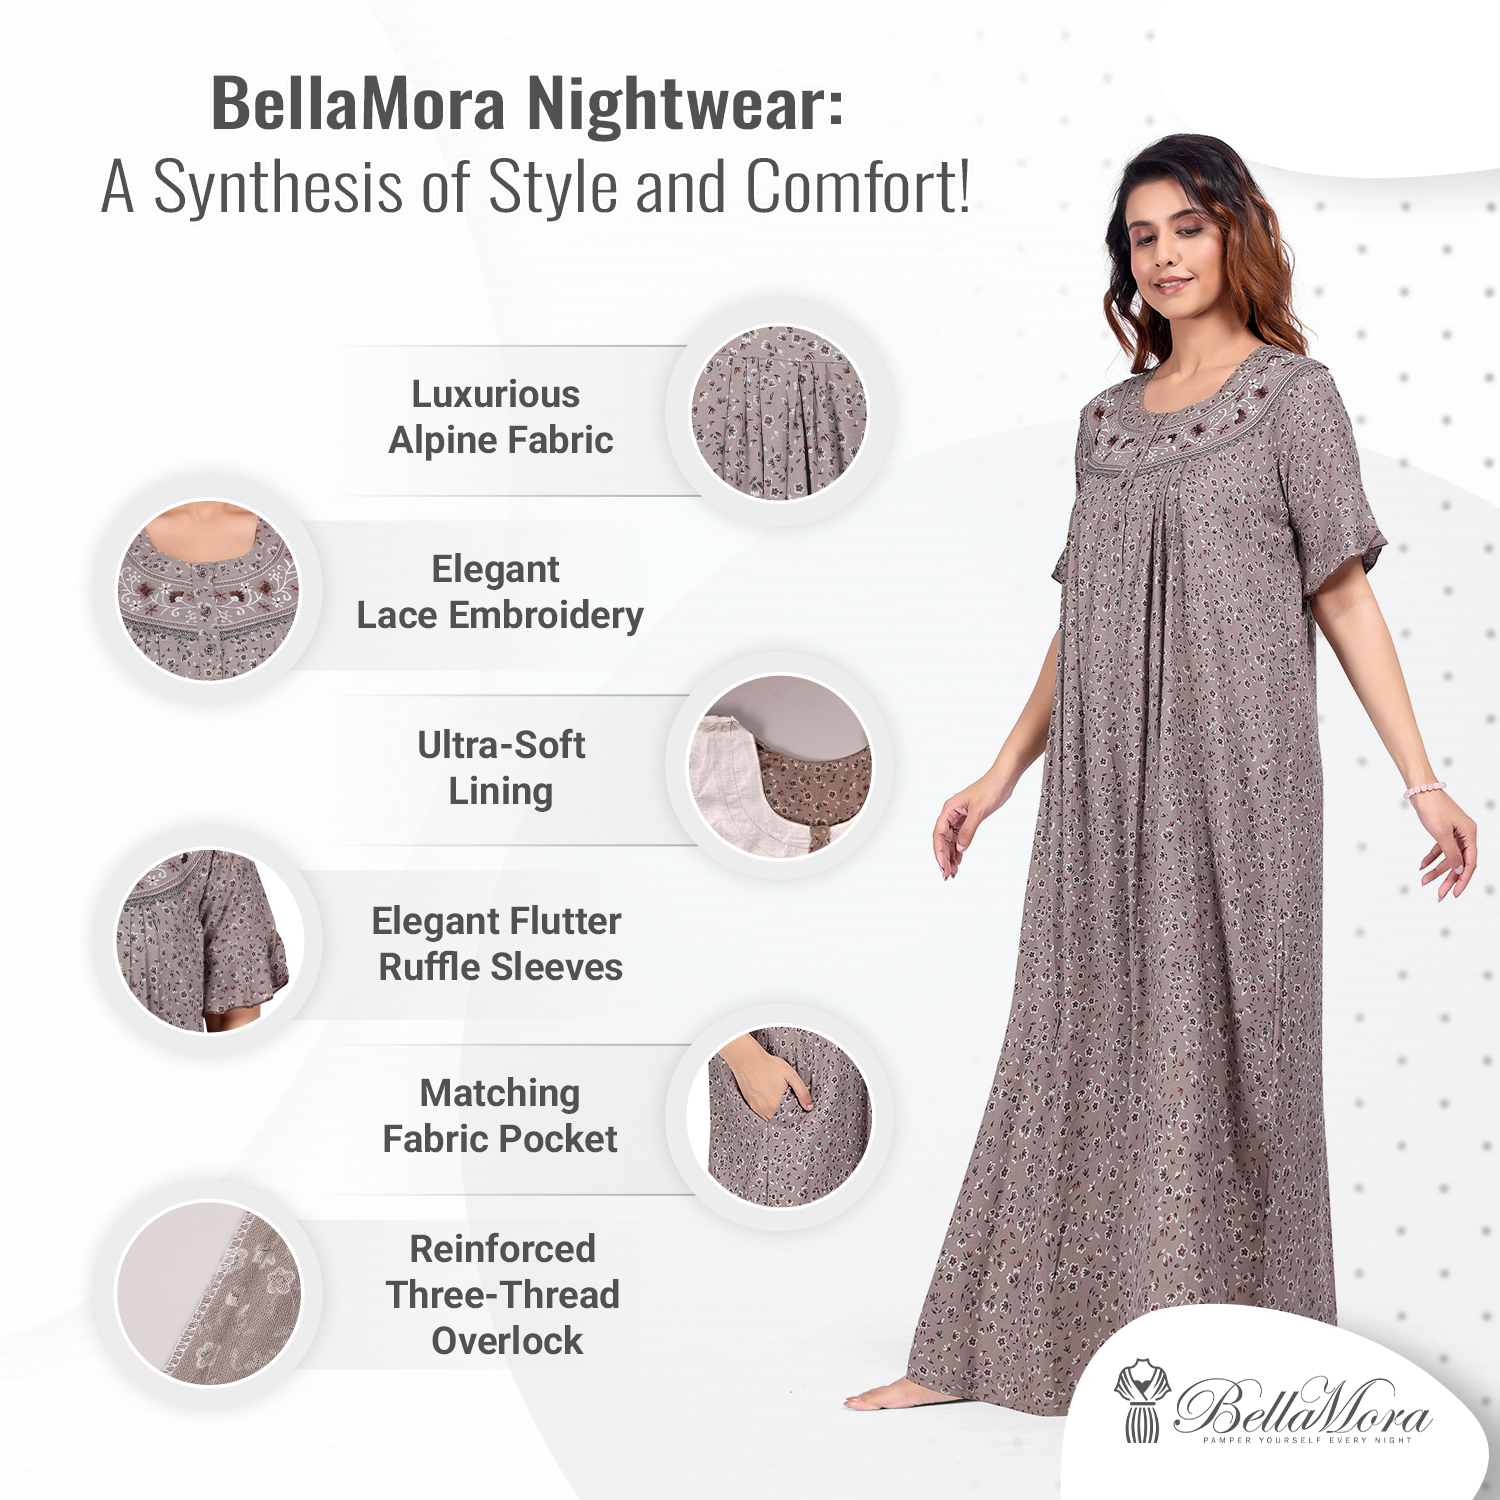 BellaMora Nightwear:
A Synthesis of Style and Comfort!
Luxurious
Alpine Fabric
Elegant
Lace Embroidery
Ultra-Soft
Lining
Elegant Flutter
Ruffle Sleeves
Matching
Fabric Pocket
Reinforced
Three-Thread
Overlock
BellaMora
PAMPER YOURSELF EVERY NIGHT